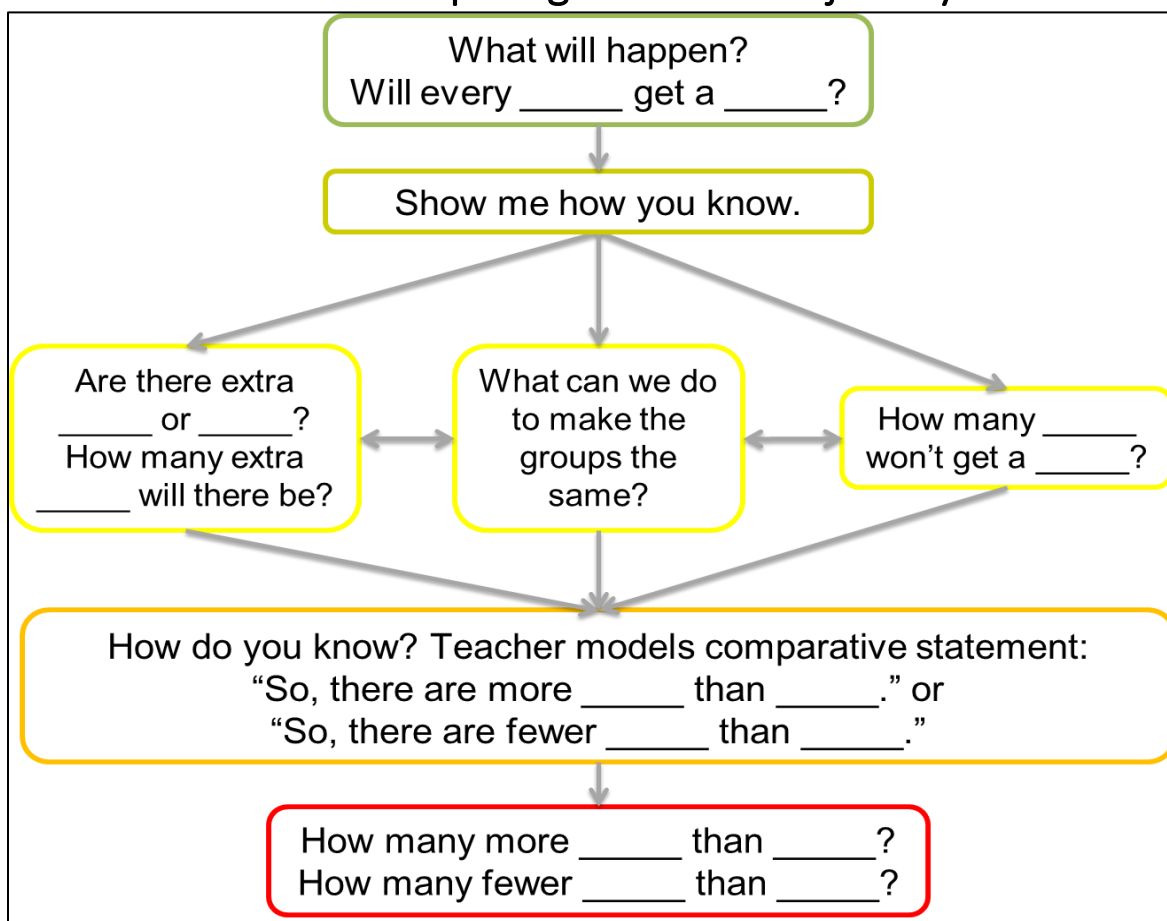 What will happen?
Will every _____ get a _____?
Show me how you know.
Are there extra
_____ or _____?
How many extra
_____ will there be?
What can we do
to make the
groups the
same?
How many _____
won’t get a _____?
How do you know? Teacher models comparative statement:
“So, there are more _____ than _____.” or
“So, there are fewer _____ than _____.”
How many more _____ than _____?
How many fewer _____ than _____?